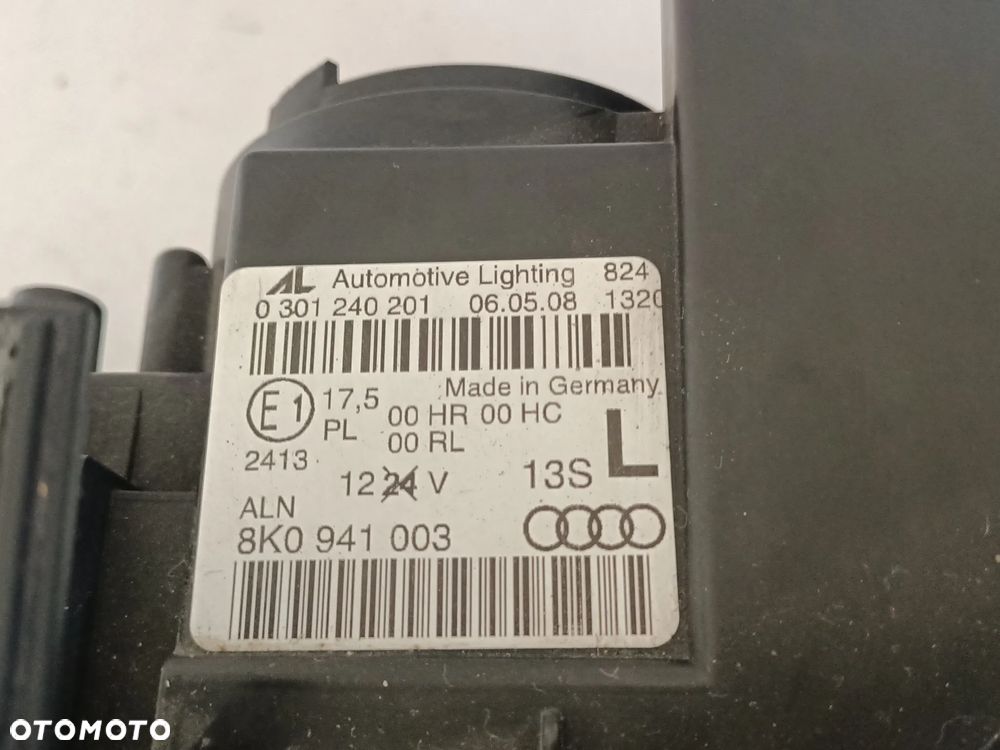 AL Automotive Lighting 824
0 301 240 201 06.05.08 1320
Made in Germany
E1 17,5 00 HR 00 HC
PL 00 RL
2413
12 24 V 13S L
ALN
8K0 941 003
OTOMOTO